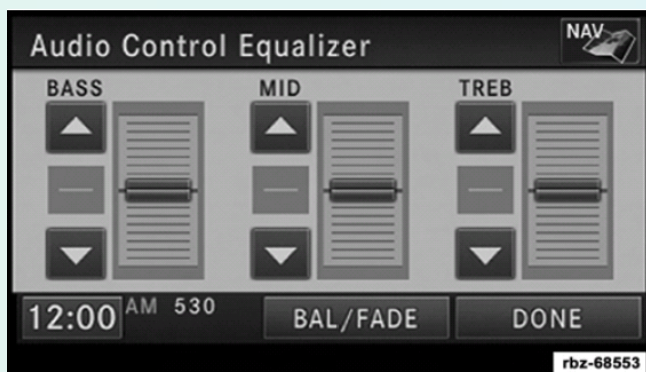 Audio Control Equalizer NAV
BASS MID TREB
12:00 AM 530 BAL/FADE DONE
rbz-68553